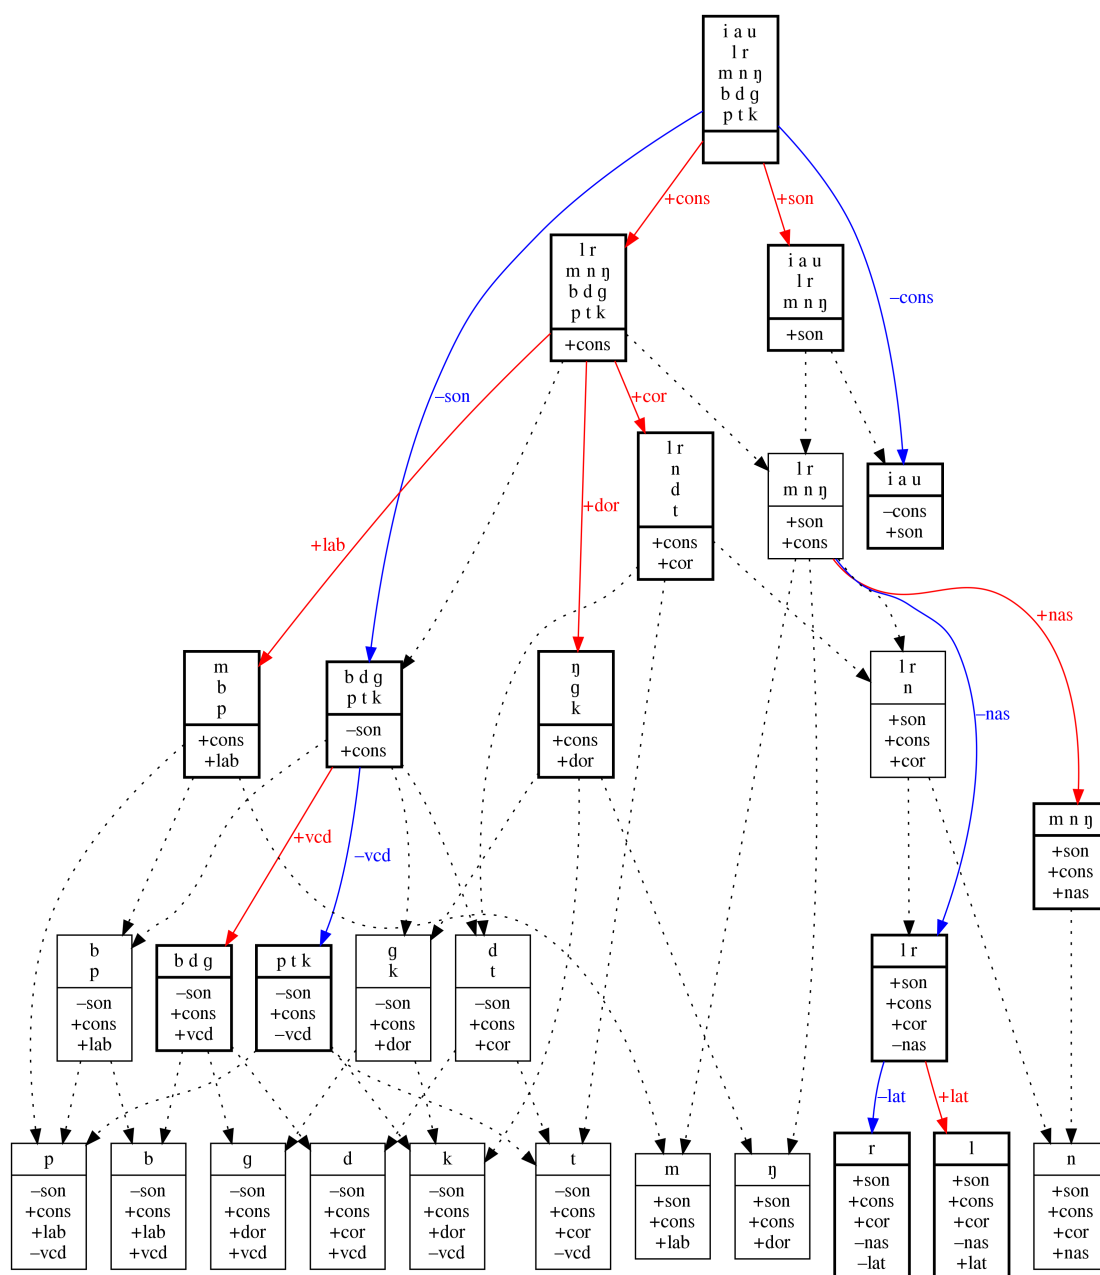 i a u
l r
m n ŋ
b d ɡ
p t k
+cons
+son
l r
m n ŋ
b d ɡ
p t k
+cons
i a u
l r
m n ŋ
+son
–cons
–son
+cor
l r
n
d
t
+cons
+cor
l r
m n ŋ
+son
+cons
i a u
–cons
+son
+dor
+lab
+nas
m
b
p
+cons
+lab
b d ɡ
p t k
–son
+cons
ŋ
ɡ
k
+cons
+dor
l r
n
+son
+cons
+cor
–nas
+vcd
–vcd
m n ŋ
+son
+cons
+nas
b
p
–son
+cons
+lab
b d ɡ
–son
+cons
+vcd
p t k
–son
+cons
–vcd
ɡ
k
–son
+cons
+dor
d
t
–son
+cons
+cor
l r
+son
+cons
+cor
–nas
–lat
+lat
p
–son
+cons
+lab
–vcd
b
–son
+cons
+lab
+vcd
ɡ
–son
+cons
+dor
+vcd
d
–son
+cons
+cor
+vcd
k
–son
+cons
+dor
–vcd
t
–son
+cons
+cor
–vcd
m
+son
+cons
+lab
ŋ
+son
+cons
+dor
r
+son
+cons
+cor
–nas
–lat
l
+son
+cons
+cor
–nas
+lat
n
+son
+cons
+cor
+nas